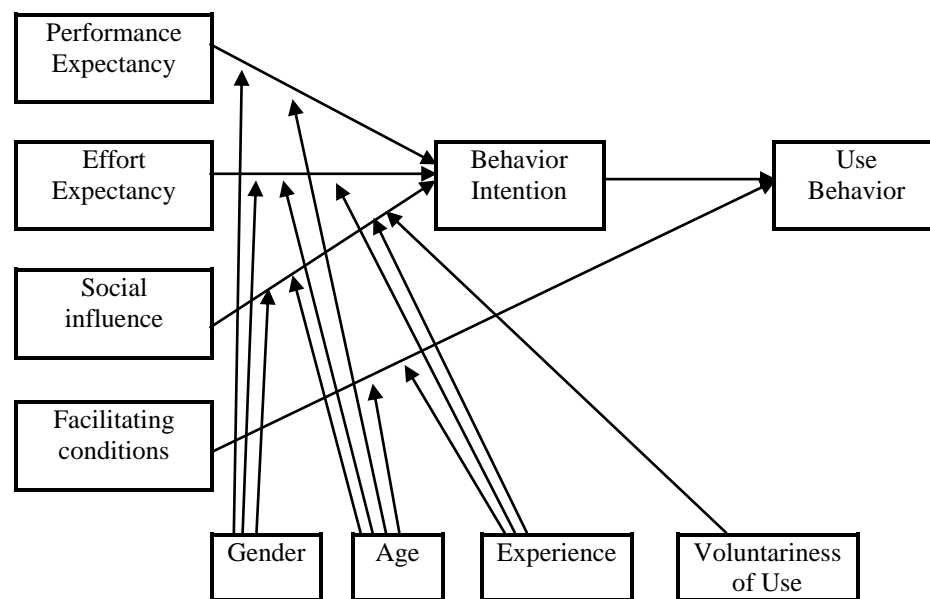 Performance
Expectancy
Effort
Expectancy
Behavior
Intention
Use
Behavior
Social
influence
Facilitating
conditions
Gender
Age
Experience
Voluntariness
of Use